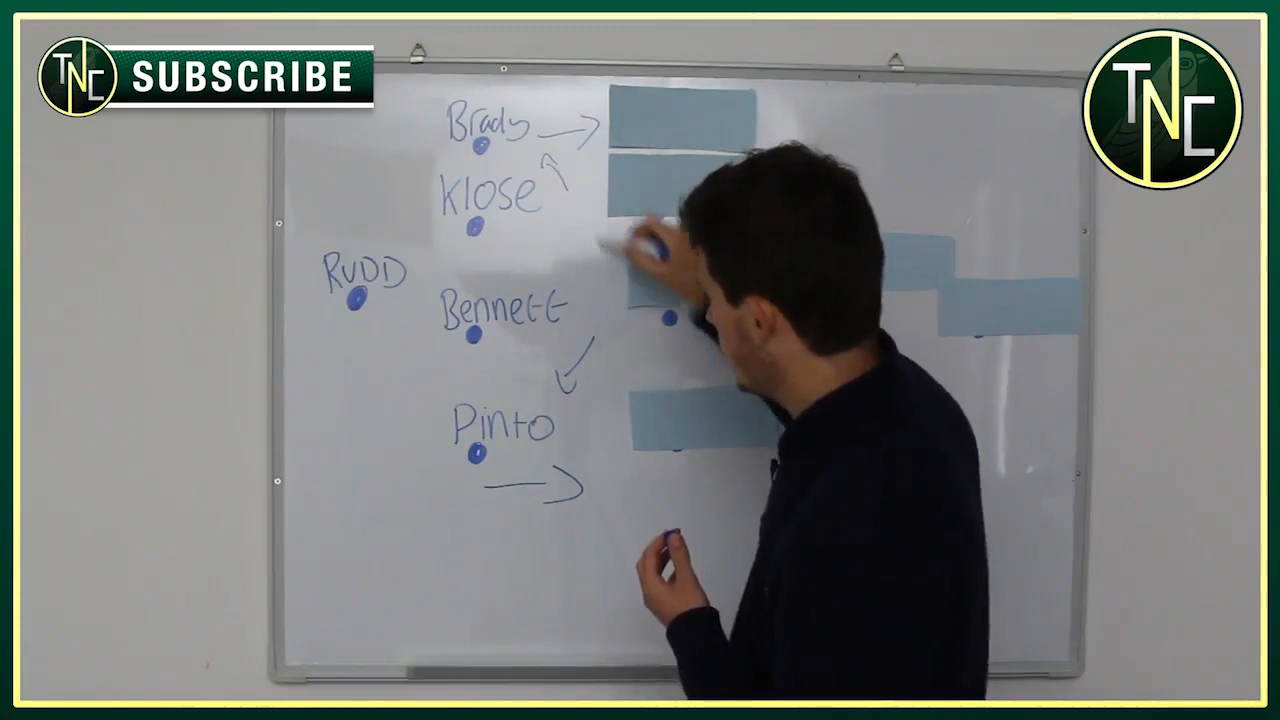 TNC SUBSCRIBE
TNC
Brady
Klose
RUDD
Bennett
Pinto